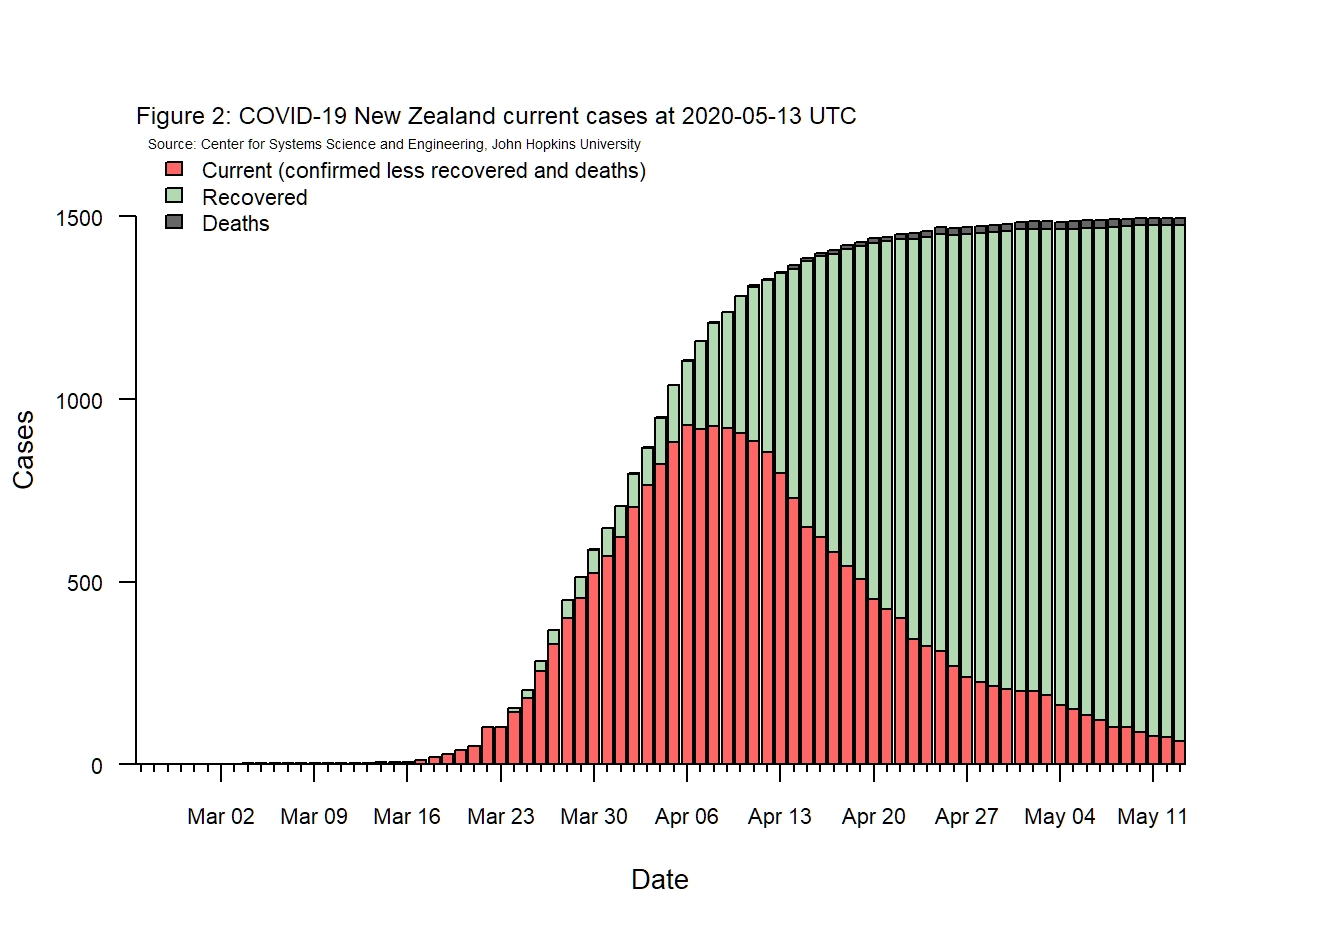 Figure 2: COVID-19 New Zealand current cases at 2020-05-13 UTC
Source: Center for Systems Science and Engineering, John Hopkins University
Current (confirmed less recovered and deaths)
Recovered
Deaths
1500
1000
500
0
Cases
Mar 02 Mar 09 Mar 16 Mar 23 Mar 30 Apr 06 Apr 13 Apr 20 Apr 27 May 04 May 11
Date